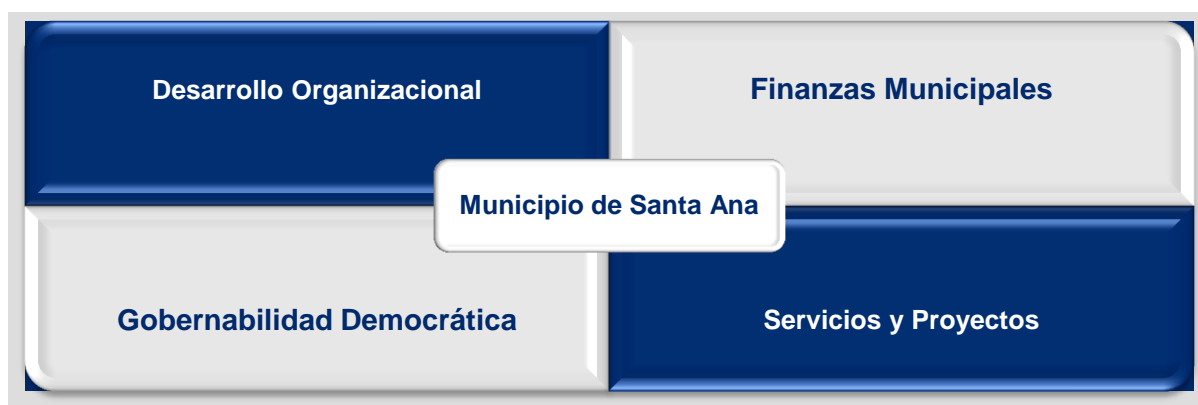 Desarrollo Organizacional
Finanzas Municipales
Municipio de Santa Ana
Gobernabilidad Democrática
Servicios y Proyectos